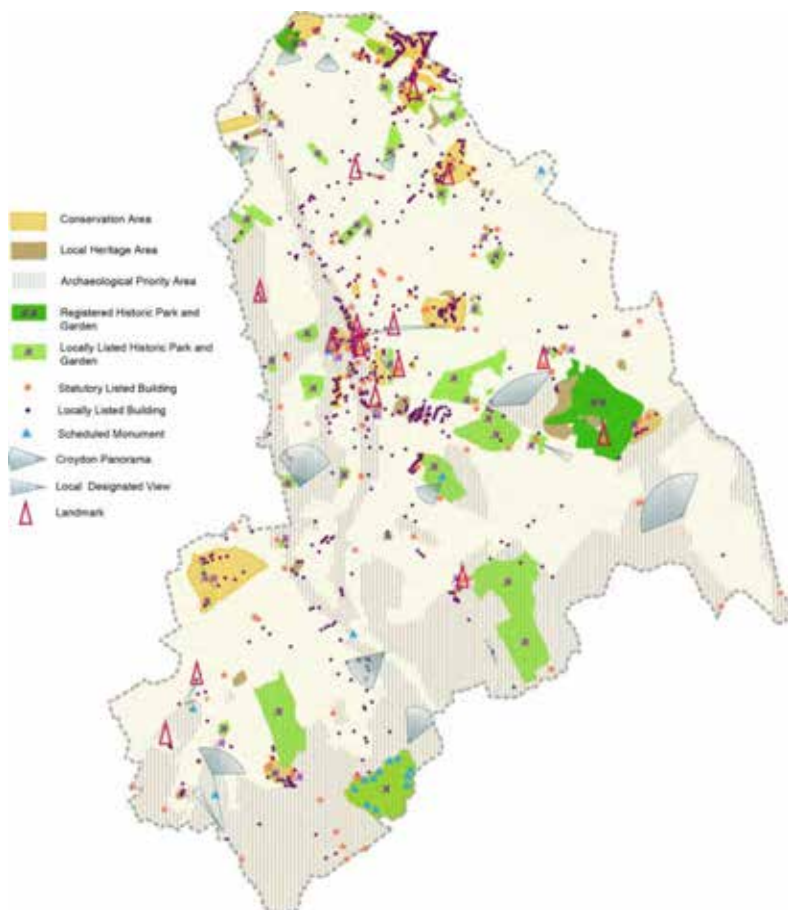 Conservation Area
Local Heritage Area
Archaeological Priority Area
Registered Historic Park and
Garden
Locally Listed Historic Park and
Garden
Statutory Listed Building
Locally Listed Building
Scheduled Monument
Croydon Panorama
Local Designated View
Landmark